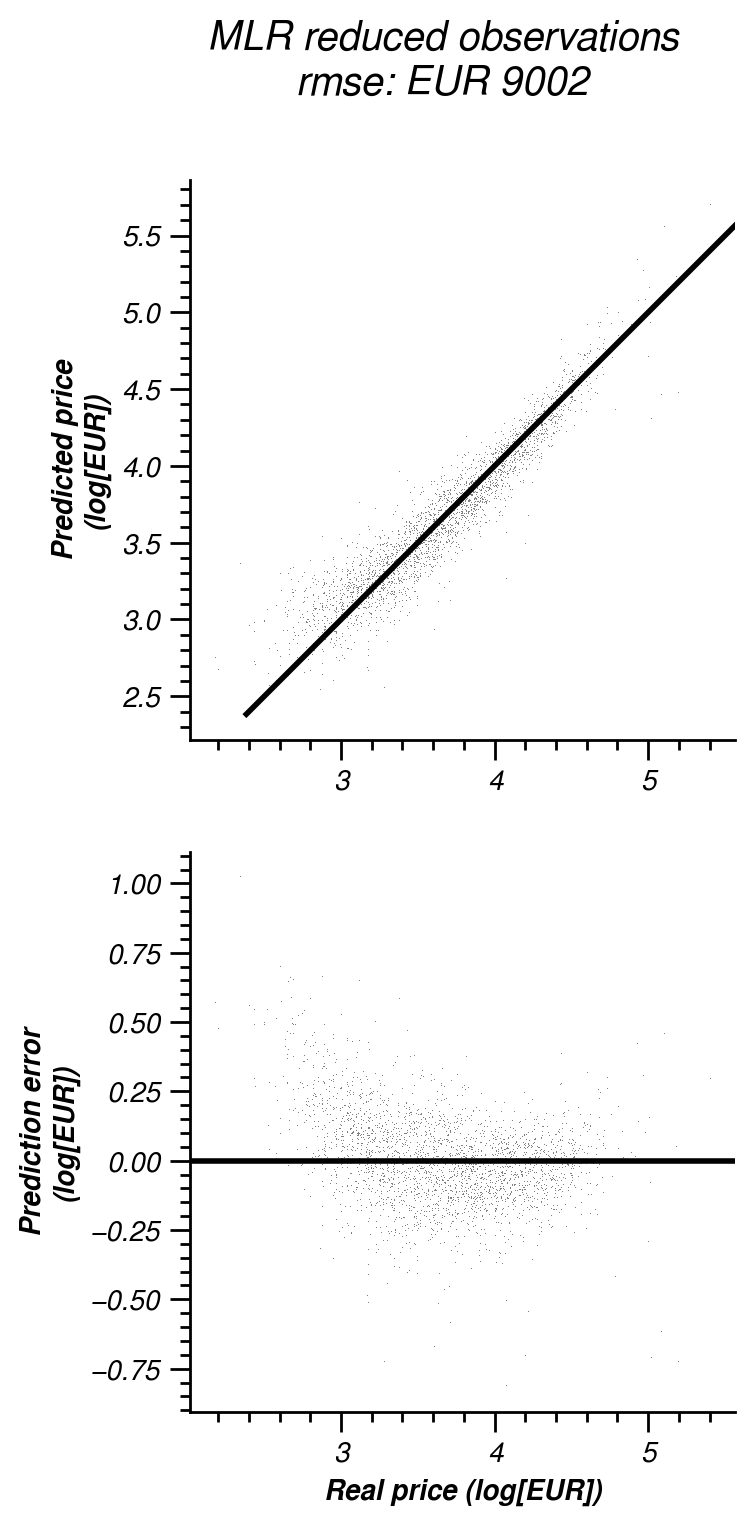 MLR reduced observations
rmse: EUR 9002
Predicted price
(log[EUR])
5.5
5.0
4.5
4.0
3.5
3.0
2.5
3 4 5
Prediction error
(log[EUR])
1.00
0.75
0.50
0.25
0.00
−0.25
−0.50
−0.75
3 4 5
Real price (log[EUR])